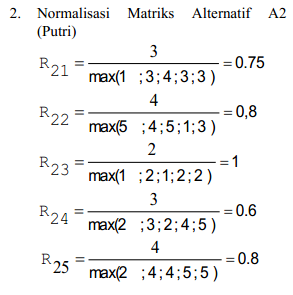 2. Normalisasi Matriks Alternatif A2
(Putri)
R21 = 3 / max(1 ;3;4;3;3 ) = 0.75
R22 = 4 / max(5 ;4;5;1;3 ) = 0,8
R23 = 2 / max(1 ;2;1;2;2 ) = 1
R24 = 3 / max(2 ;3;2;4;5 ) = 0.6
R25 = 4 / max(2 ;4;4;5;5 ) = 0.8